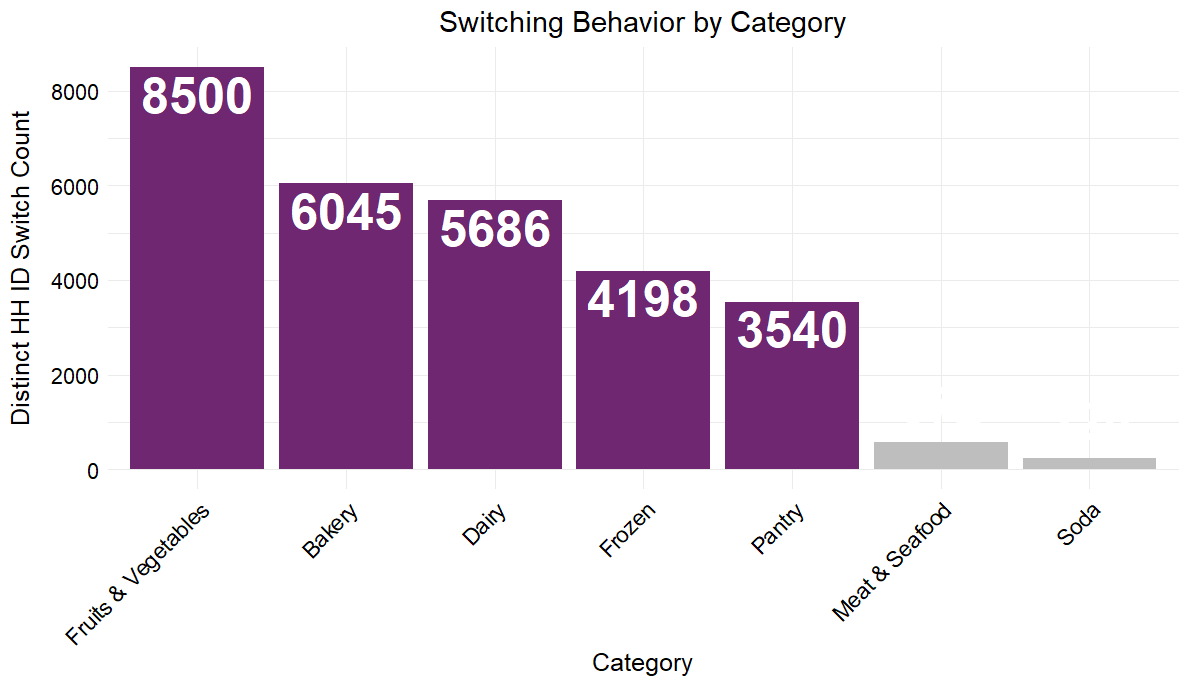 Switching Behavior by Category
Distinct HH ID Switch Count
8000
6000
4000
2000
0
8500
6045
5686
4198
3540
Fruits & Vegetables
Bakery
Dairy
Frozen
Pantry
Meat & Seafood
Soda
Category